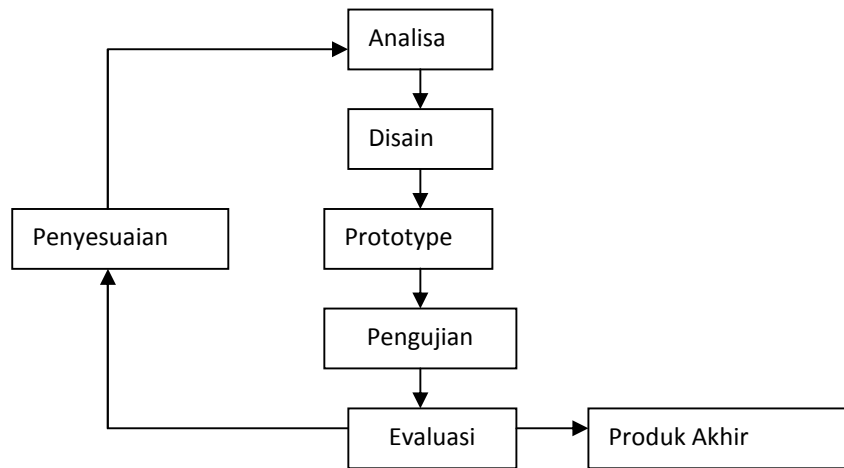 Analisa
Disain
Penyesuaian
Prototype
Pengujian
Evaluasi
Produk Akhir